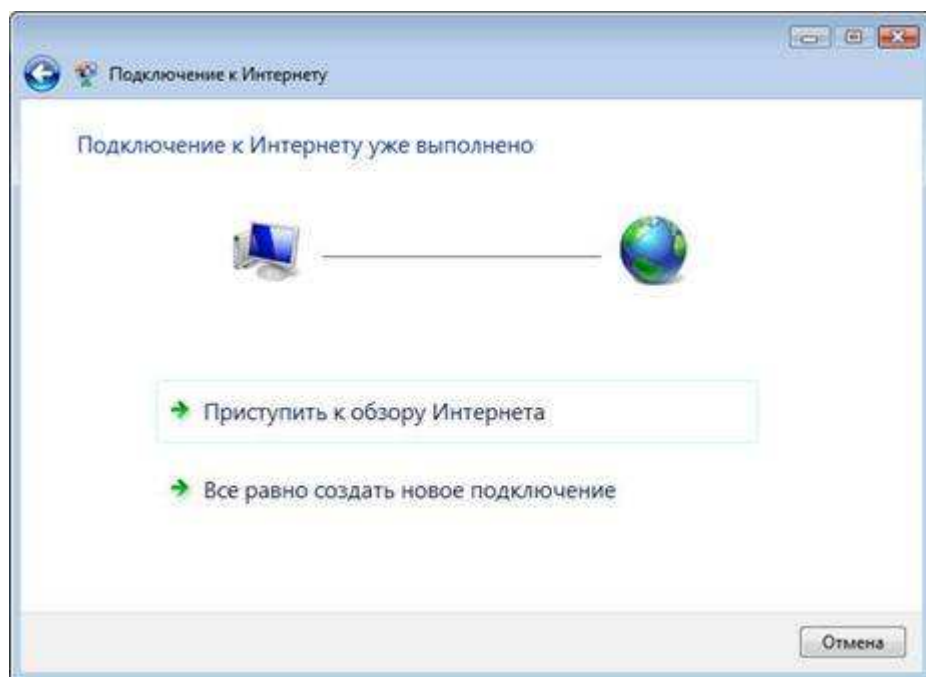 Подключение к Интернету
Подключение к Интернету уже выполнено
Приступить к обзору Интернета
Все равно создать новое подключение
Отмена